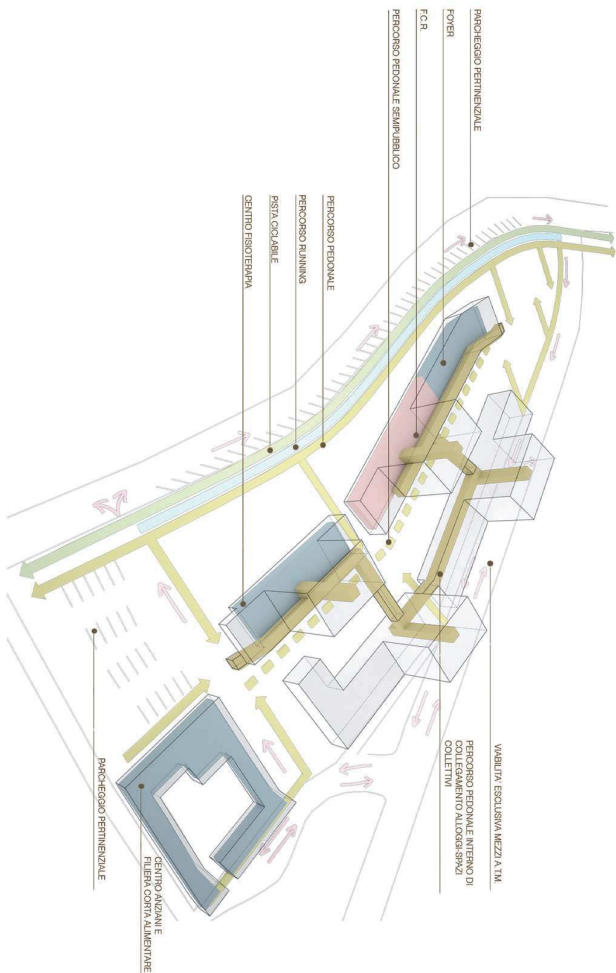 PARCHEGGIO PERTINENZIALE
FOYER
F.C.R.
PERCORSO PEDONALE SEMIPUBBLICO
PERCORSO PEDONALE
PERCORSO RUNNING
PISTA CICLABILE
CENTRO FISIOTERAPIA
VIABILITA' ESCLUSIVA MEZZI A.T.M.
PERCORSO PEDONALE INTERNO DI
COLLEGAMENTO ALLOGGI-SPAZI
COLLETTIVI
CENTRO ANZIANI E
FILIERA CORTA ALIMENTARE
PARCHEGGIO PERTINENZIALE